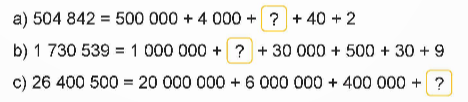 a) 504 842 = 500 000 + 4 000 + ? + 40 + 2
b) 1 730 539 = 1 000 000 + ? + 30 000 + 500 + 30 + 9
c) 26 400 500 = 20 000 000 + 6 000 000 + 400 000 + ?